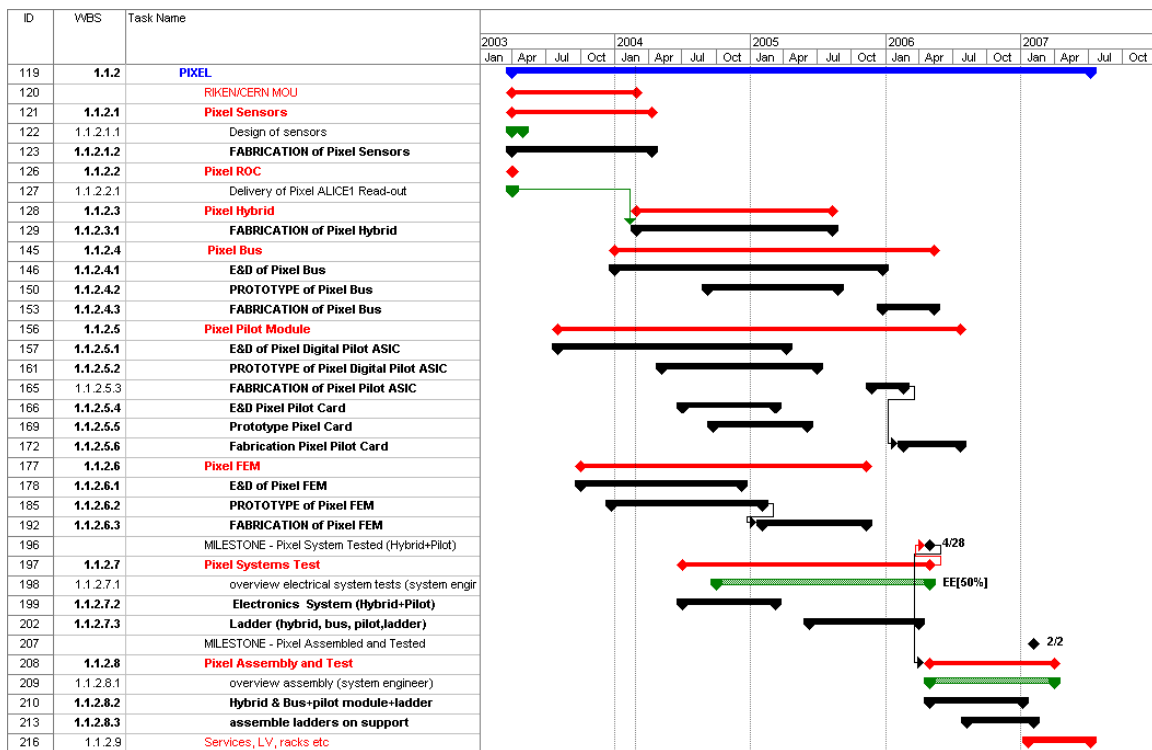 ID WBS Task Name
2003 2004 2005 2006 2007
Jan Apr Jul Oct Jan Apr Jul Oct Jan Apr Jul Oct Jan Apr Jul Oct Jan Apr Jul Oct
119 1.1.2 PIXEL
120 RIKEN/CERN MOU
121 1.1.2.1 Pixel Sensors
122 1.1.2.1.1 Design of sensors
123 1.1.2.1.2 FABRICATION of Pixel Sensors
126 1.1.2.2 Pixel ROC
127 1.1.2.2.1 Delivery of Pixel ALICE1 Read-out
128 1.1.2.3 Pixel Hybrid
129 1.1.2.3.1 FABRICATION of Pixel Hybrid
145 1.1.2.4 Pixel Bus
146 1.1.2.4.1 E&D of Pixel Bus
150 1.1.2.4.2 PROTOTYPE of Pixel Bus
153 1.1.2.4.3 FABRICATION of Pixel Bus
156 1.1.2.5 Pixel Pilot Module
157 1.1.2.5.1 E&D of Pixel Digital Pilot ASIC
161 1.1.2.5.2 PROTOTYPE of Pixel Digital Pilot ASIC
165 1.1.2.5.3 FABRICATION of Pixel Pilot ASIC
166 1.1.2.5.4 E&D Pixel Pilot Card
169 1.1.2.5.5 Prototype Pixel Card
172 1.1.2.5.6 Fabrication Pixel Pilot Card
177 1.1.2.6 Pixel FEM
178 1.1.2.6.1 E&D of Pixel FEM
185 1.1.2.6.2 PROTOTYPE of Pixel FEM
192 1.1.2.6.3 FABRICATION of Pixel FEM
196 MILESTONE - Pixel System Tested (Hybrid+Pilot) 4/28
197 1.1.2.7 Pixel Systems Test
198 1.1.2.7.1 overview electrical system tests (system engir EE[50%]
199 1.1.2.7.2 Electronics System (Hybrid+Pilot)
202 1.1.2.7.3 Ladder (hybrid, bus, pilot,ladder)
207 MILESTONE - Pixel Assembled and Tested 2/2
208 1.1.2.8 Pixel Assembly and Test
209 1.1.2.8.1 overview assembly (system engineer)
210 1.1.2.8.2 Hybrid & Bus+pilot module+ladder
213 1.1.2.8.3 assemble ladders on support
216 1.1.2.9 Services, LV, racks etc